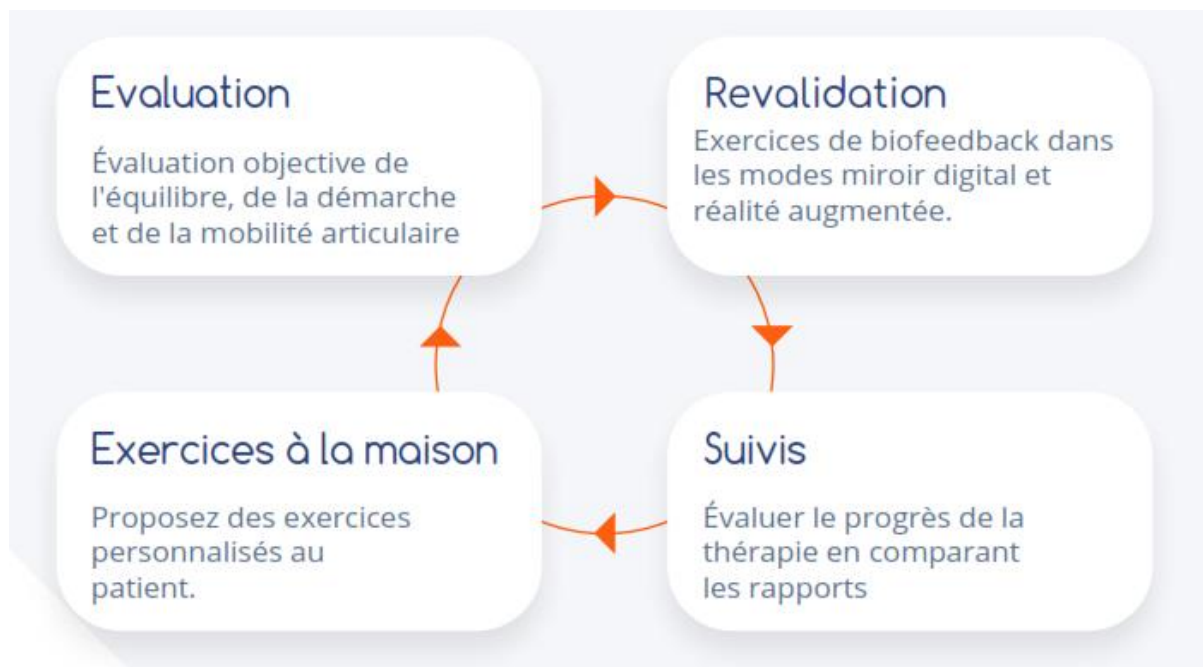 Evaluation
Évaluation objective de
l'équilibre, de la démarche
et de la mobilité articulaire
Revalidation
Exercices de biofeedback dans
les modes miroir digital et
réalité augmentée.
Exercices à la maison
Proposez des exercices
personnalisés au
patient.
Suivis
Évaluer le progrès de la
thérapie en comparant
les rapports